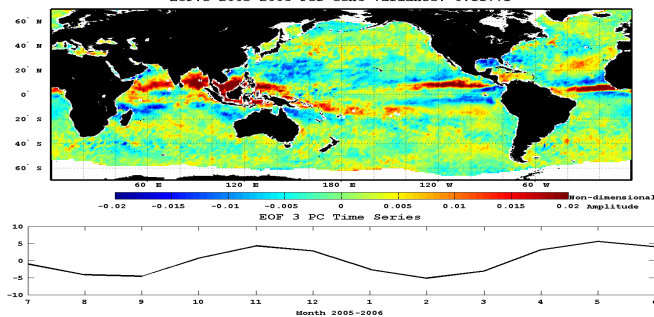 60° N
40° N
20° N
0°
20° S
40° S
60° S
60 E 120 E 180 E 120 W 60 W
-0.02 -0.015 -0.01 -0.005 0 0.005 0.01 0.015 0.02
Non-dimensional
Amplitude
EOF 3 PC Time Series
10
5
0
-5
-10
7 8 9 10 11 12 1 2 3 4 5 6
Month 2005-2006